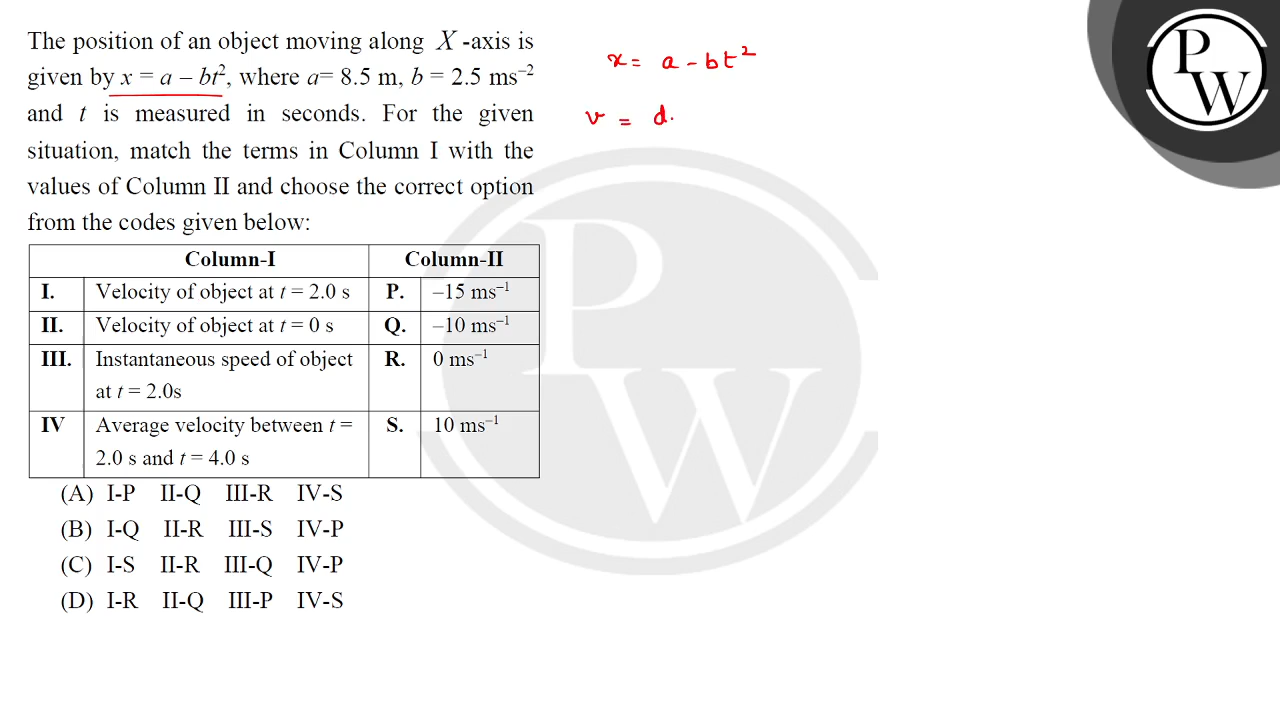 The position of an object moving along X -axis is
given by x = a – bt², where a= 8.5 m, b = 2.5 ms⁻²
and t is measured in seconds. For the given
situation, match the terms in Column I with the
values of Column II and choose the correct option
from the codes given below:
Column-I Column-II
I. Velocity of object at t = 2.0 s P. –15 ms⁻¹
II. Velocity of object at t = 0 s Q. –10 ms⁻¹
III. Instantaneous speed of object R. 0 ms⁻¹
at t = 2.0s
IV Average velocity between t = S. 10 ms⁻¹
2.0 s and t = 4.0 s
(A) I-P II-Q III-R IV-S
(B) I-Q II-R III-S IV-P
(C) I-S II-R III-Q IV-P
(D) I-R II-Q III-P IV-S
x = a - bt²
v = d.
P
W
P
W